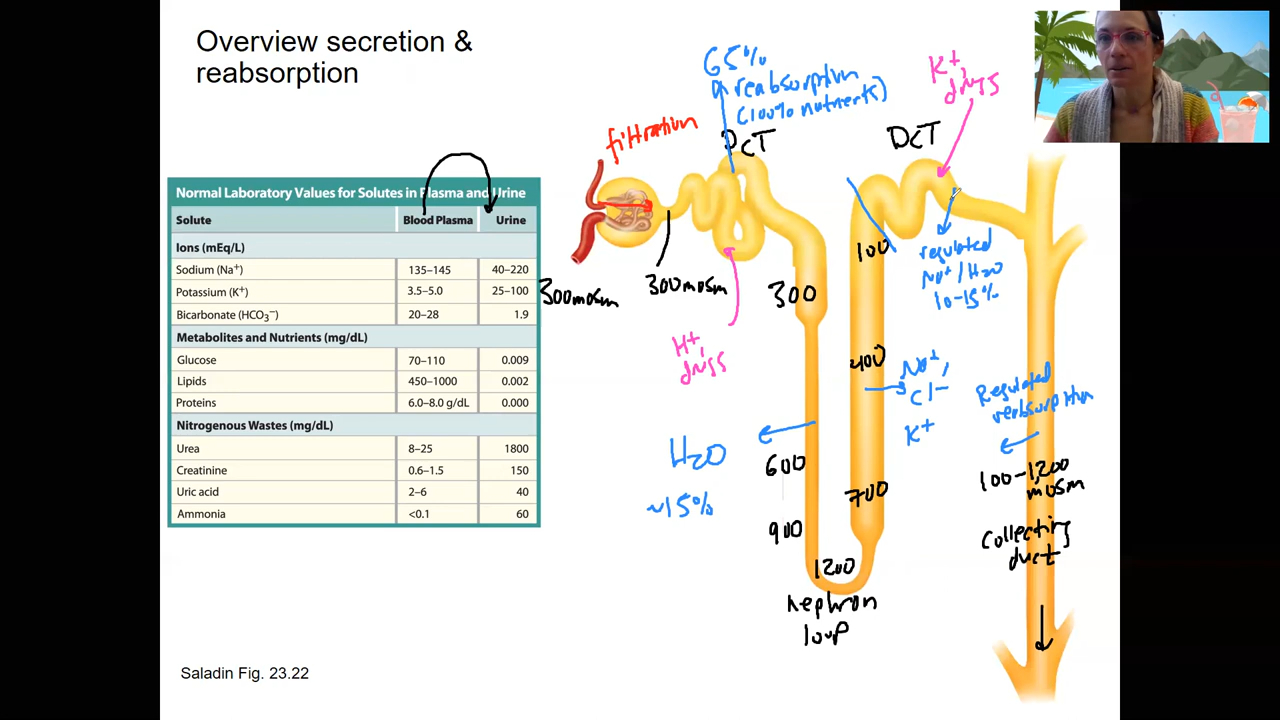 Overview secretion &
reabsorption
Normal Laboratory Values for Solutes in Plasma and Urine
Solute Blood Plasma Urine
Ions (mEq/L)
Sodium (Na+) 135–145 40–220
Potassium (K+) 3.5–5.0 25–100
Bicarbonate (HCO3−) 20–28 1.9
Metabolites and Nutrients (mg/dL)
Glucose 70–110 0.009
Lipids 450–1000 0.002
Proteins 6.0–8.0 g/dL 0.000
Nitrogenous Wastes (mg/dL)
Urea 8–25 1800
Creatinine 0.6–1.5 150
Uric acid 2–6 40
Ammonia <0.1 60
Saladin Fig. 23.22
filtration
300mosm
300mosm
65%
reabsorption
(100% nutrients)
PCT
H+,
drugs
300
H2O
~15%
600
900
1200
nephron
loop
700
400
100
Na+,
Cl−
K+
DCT
K+,
drugs
regulated
Na+/H2O
10-15%
Regulated
reabsorption
100-1,200
mosm
Collecting
duct